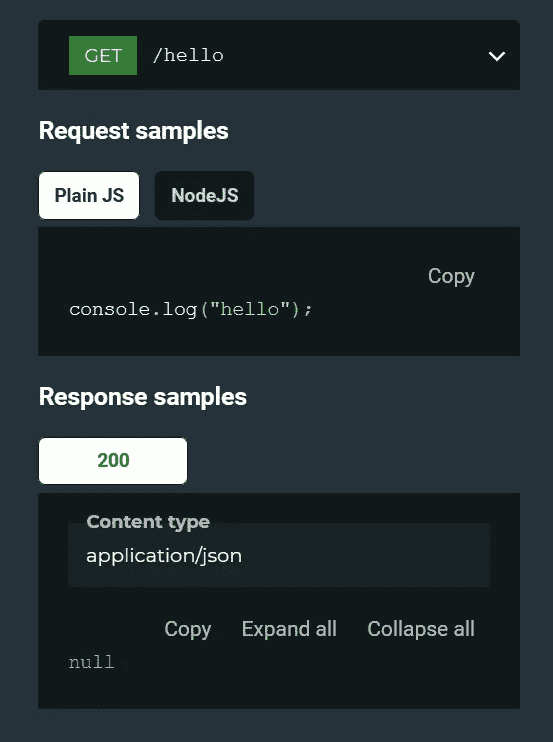 GET /hello
Request samples
Plain JS NodeJS
Copy
console.log("hello");
Response samples
200
Content type
application/json
Copy Expand all Collapse all
null